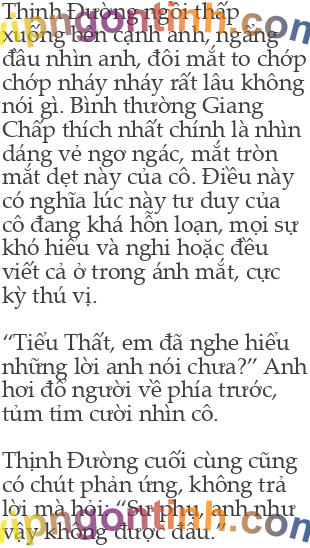 Thịnh Đường ngồi thấp
xuống bên cạnh anh, ngẩng
đầu nhìn anh, đôi mắt to chớp
chớp nháy nháy rất lâu không
nói gì. Bình thường Giang
Chấp thích nhất chính là nhìn
dáng vẻ ngơ ngác, mắt tròn
mắt dẹt này của cô. Điều này
có nghĩa lúc này tư duy của
cô đang khá hỗn loạn, mọi sự
khó hiểu và nghi hoặc đều
viết cả ở trong ánh mắt, cực
kỳ thú vị.
“Tiểu Thất, em đã nghe hiểu
những lời anh nói chưa?” Anh
hơi đổ người về phía trước,
tủm tỉm cười nhìn cô.
Thịnh Đường cuối cùng cũng
có chút phản ứng, không trả
lời mà hỏi: “Sư phụ, anh như
vậy không được đâu.”
vipngontinh.com
vipngontinh.com